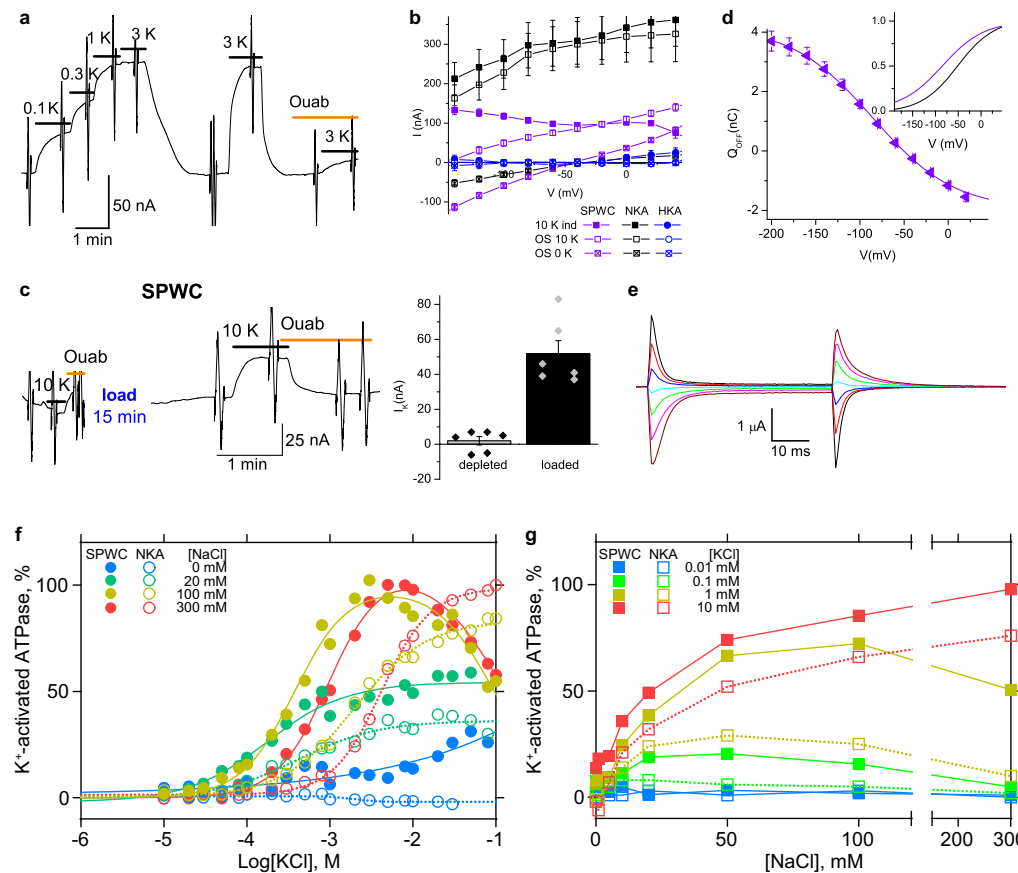 a
0.1 K
0.3 K
1 K
3 K
3 K
Ouab
3 K
50 nA
1 min
b
I (nA)
300
200
100
0
-100
-100
0
V (mV)
SPWC NKA HKA
10 K ind
OS 10 K
OS 0 K
d
Q_OFF(nC)
4
2
0
-2
-200 -150 -100 -50 0 50
V(mV)
1.0
0.5
0.0
-150 -100 -50 0
V (mV)
c
SPWC
Ouab
10 K
load
15 min
10 K
Ouab
25 nA
1 min
I_K(nA)
80
60
40
20
0
-20
depleted loaded
e
1 µA
10 ms
f
SPWC NKA [NaCl]
0 mM
20 mM
100 mM
300 mM
K⁺-activated ATPase, %
100
50
0
-6 -5 -4 -3 -2 -1
Log[KCl], M
g
SPWC NKA [KCl]
0.01 mM
0.1 mM
1 mM
10 mM
K⁺-activated ATPase, %
100
50
0
0 50 100 200 300
[NaCl], mM